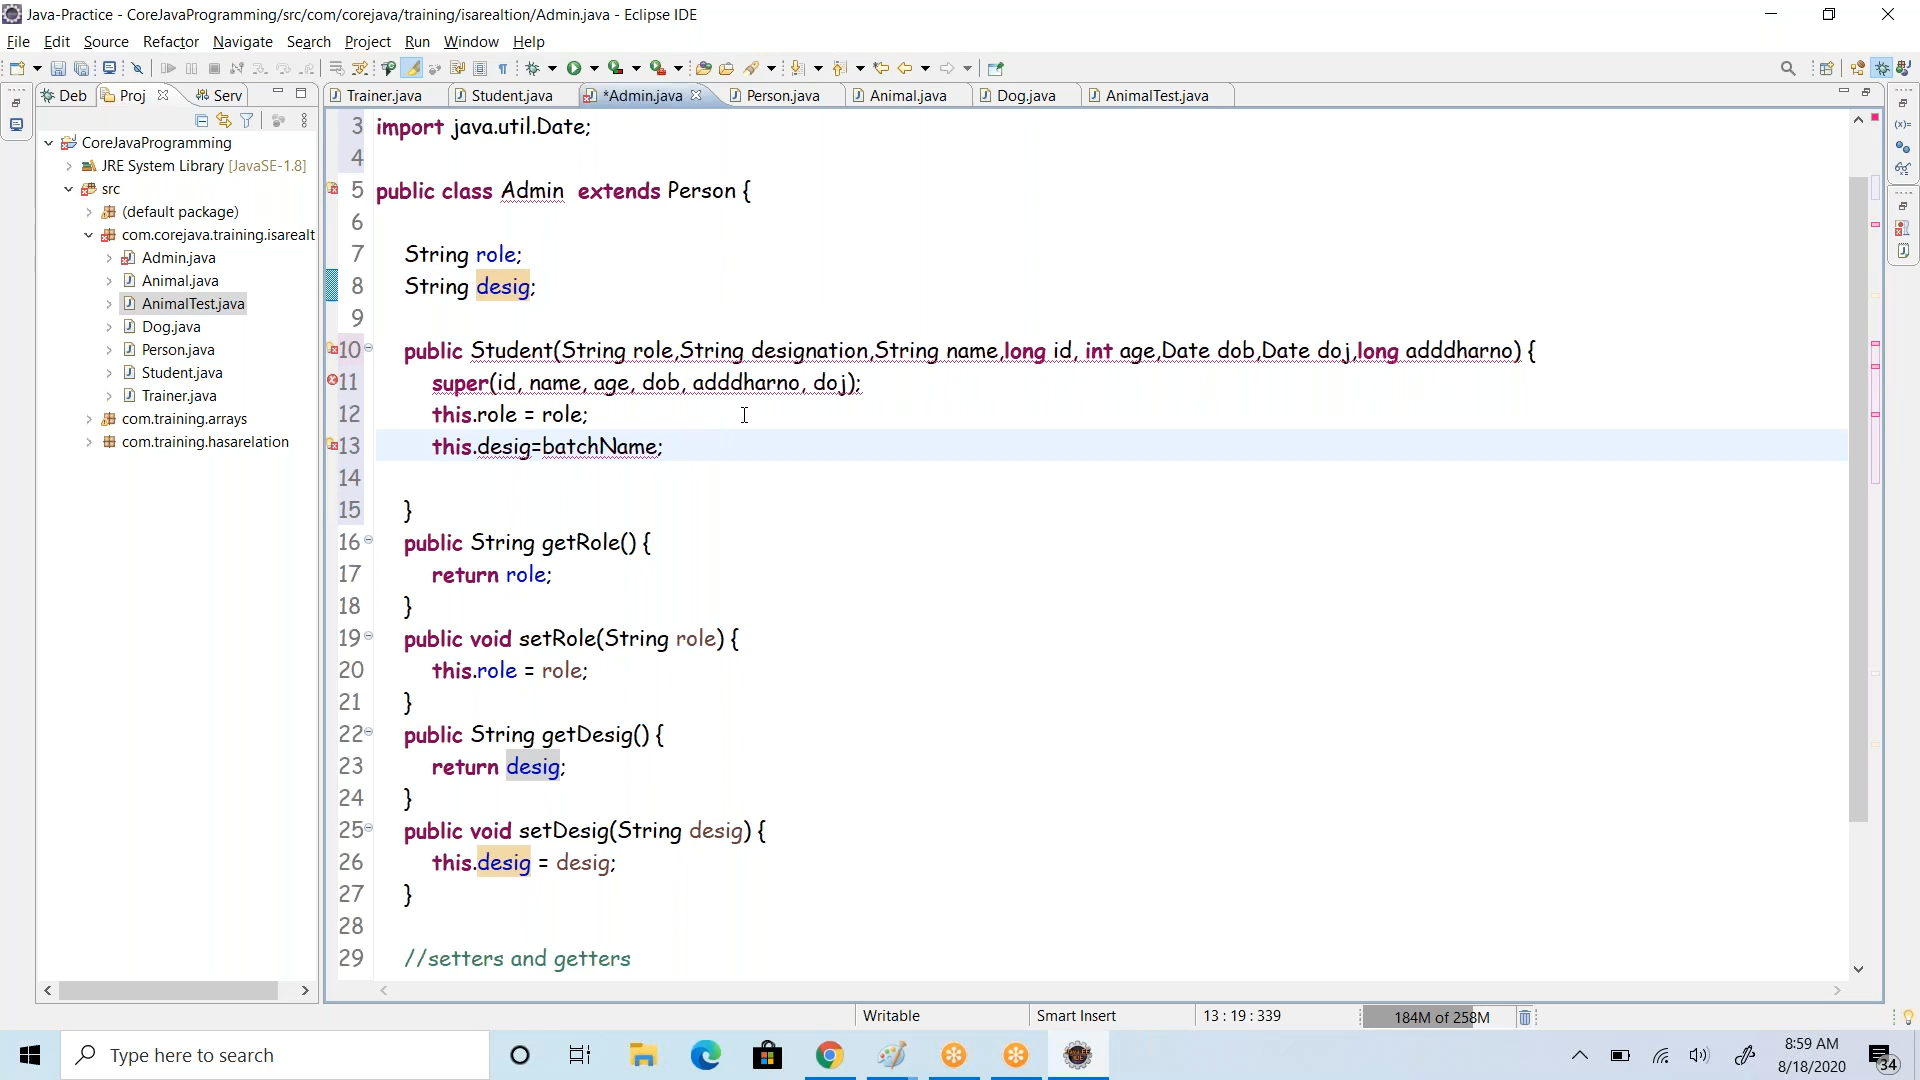 Java-Practice - CoreJavaProgramming/src/com/corejava/training/isarealtion/Admin.java - Eclipse IDE
File Edit Source Refactor Navigate Search Project Run Window Help
Deb Proj Serv
Trainer.java Student.java *Admin.java Person.java Animal.java Dog.java AnimalTest.java
CoreJavaProgramming
JRE System Library [JavaSE-1.8]
src
(default package)
com.corejava.training.isarealt
Admin.java
Animal.java
AnimalTest.java
Dog.java
Person.java
Student.java
Trainer.java
com.training.arrays
com.training.hasarelation
3 import java.util.Date;
4
5 public class Admin extends Person {
6
7 String role;
8 String desig;
9
10 public Student(String role,String designation,String name,long id, int age,Date dob,Date doj,long adddharno) {
11 super(id, name, age, dob, adddharno, doj);
12 this.role = role;
13 this.desig=batchName;
14
15 }
16 public String getRole() {
17 return role;
18 }
19 public void setRole(String role) {
20 this.role = role;
21 }
22 public String getDesig() {
23 return desig;
24 }
25 public void setDesig(String desig) {
26 this.desig = desig;
27 }
28
29 //setters and getters
Writable Smart Insert 13 : 19 : 339 184M of 258M
Type here to search
8:59 AM
8/18/2020
34